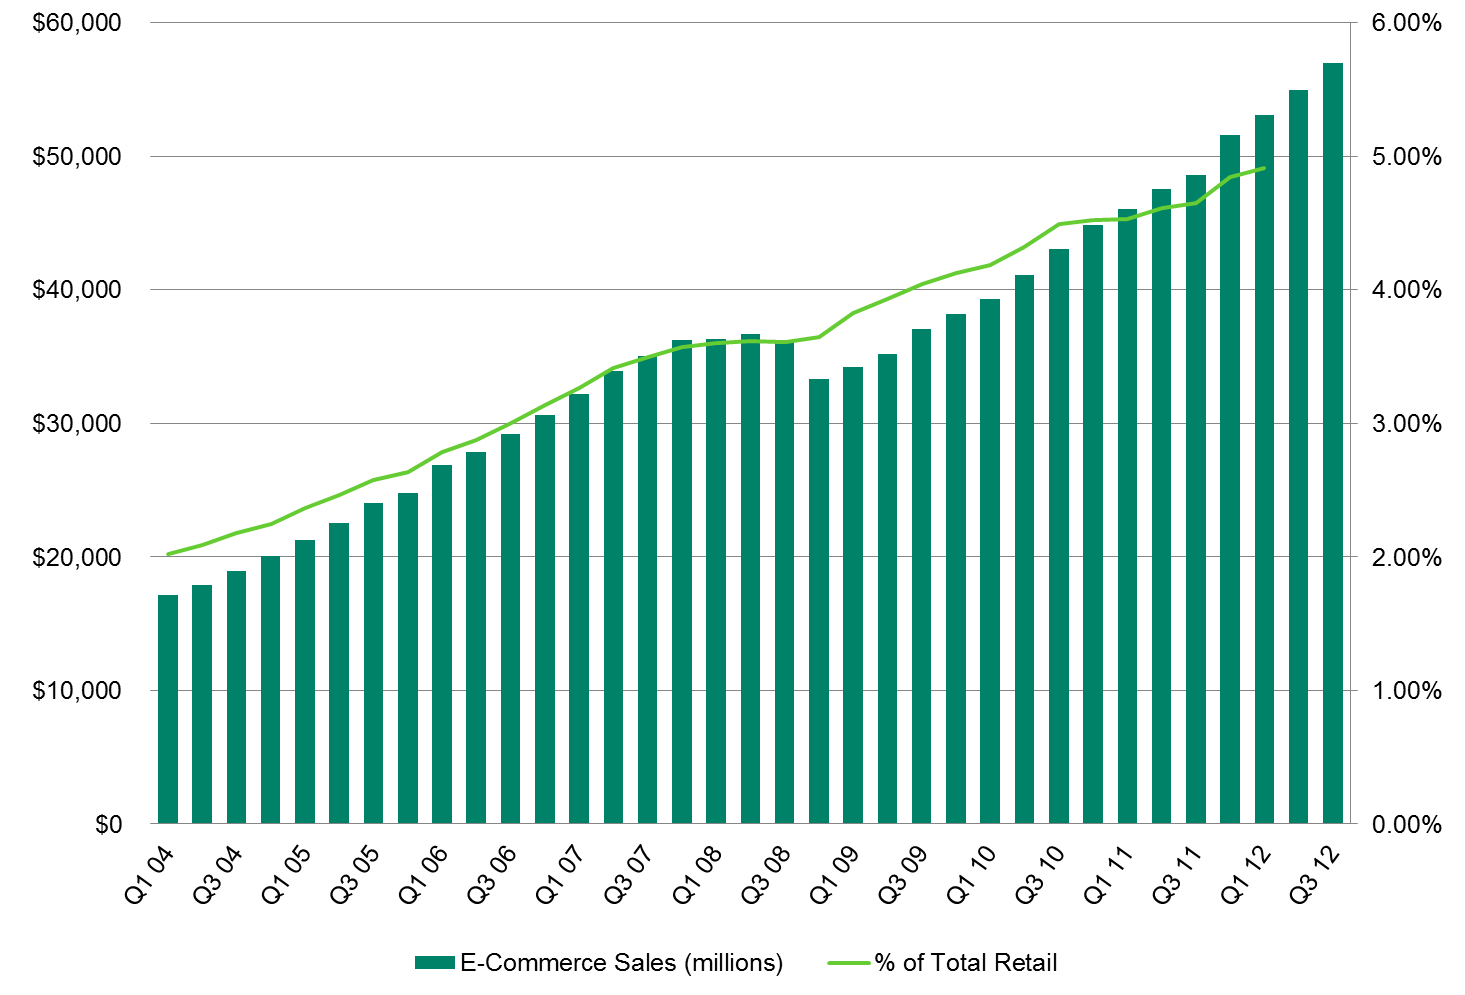 $60,000
6.00%
$50,000
5.00%
$40,000
4.00%
$30,000
3.00%
$20,000
2.00%
$10,000
1.00%
$0
0.00%
Q1 04
Q3 04
Q1 05
Q3 05
Q1 06
Q3 06
Q1 07
Q3 07
Q1 08
Q3 08
Q1 09
Q3 09
Q1 10
Q3 10
Q1 11
Q3 11
Q1 12
Q3 12
E-Commerce Sales (millions)
% of Total Retail